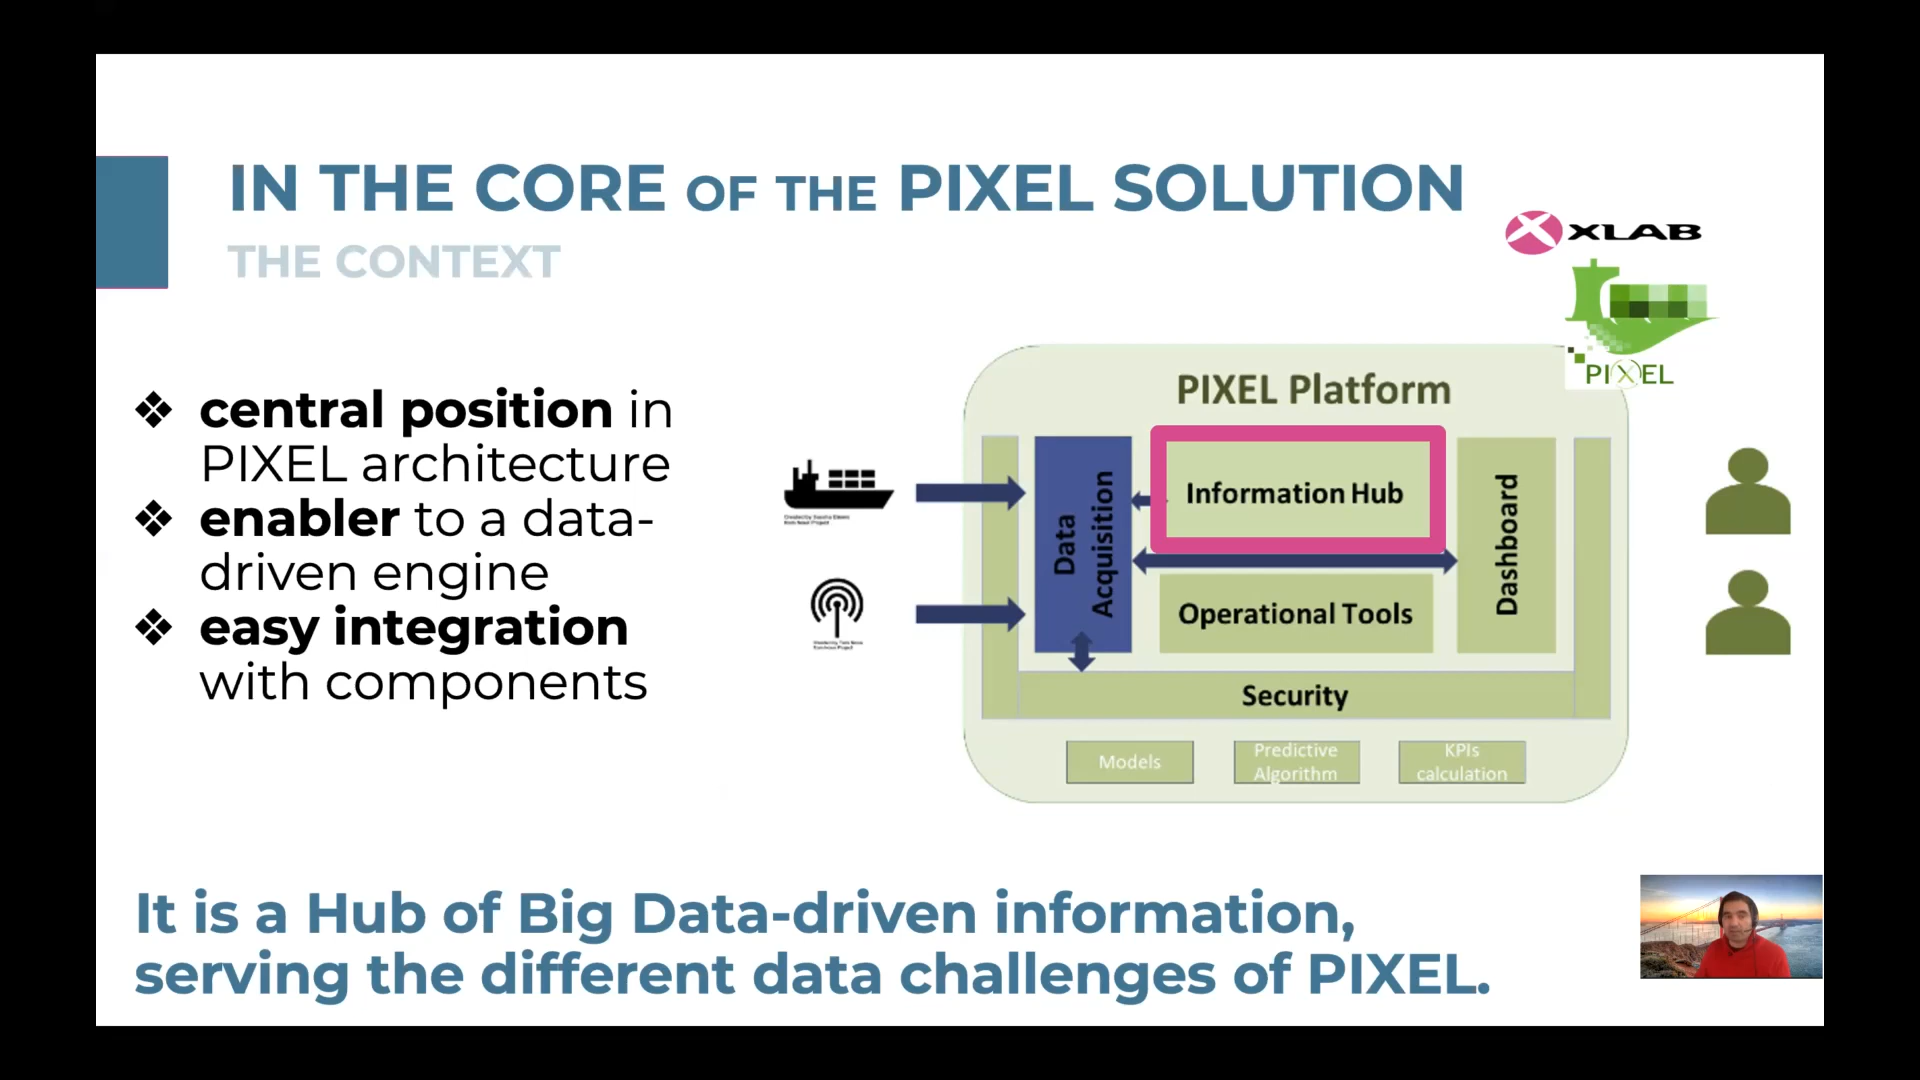 IN THE CORE OF THE PIXEL SOLUTION
THE CONTEXT
XLAB
PIXEL
❖ central position in
PIXEL architecture
❖ enabler to a data-
driven engine
❖ easy integration
with components
PIXEL Platform
Data
Acquisition
Information Hub
Operational Tools
Dashboard
Security
Models
Predictive
Algorithm
KPIs
calculation
It is a Hub of Big Data-driven information,
serving the different data challenges of PIXEL.